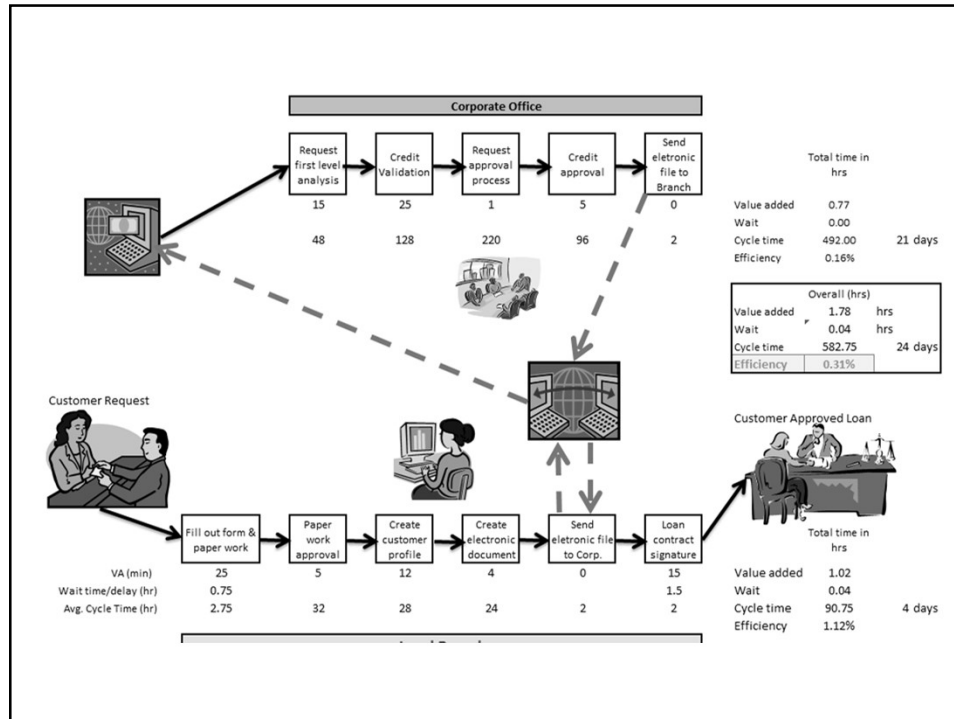 Corporate Office
Request
first level
analysis
Credit
Validation
Request
approval
process
Credit
approval
Send
eletronic
file to
Branch
Total time in
hrs
15 25 1 5 0
48 128 220 96 2
Value added 0.77
Wait 0.00
Cycle time 492.00 21 days
Efficiency 0.16%
Overall (hrs)
Value added 1.78 hrs
Wait 0.04 hrs
Cycle time 582.75 24 days
Efficiency 0.31%
Customer Request
Customer Approved Loan
Fill out form &
paper work
Paper
work
approval
Create
customer
profile
Create
electronic
document
Send
eletronic file
to Corp.
Loan
contract
signature
VA (min) 25 5 12 4 0 15
Wait time/delay (hr) 0.75 1.5
Avg. Cycle Time (hr) 2.75 32 28 24 2 2
Total time in
hrs
Value added 1.02
Wait 0.04
Cycle time 90.75 4 days
Efficiency 1.12%